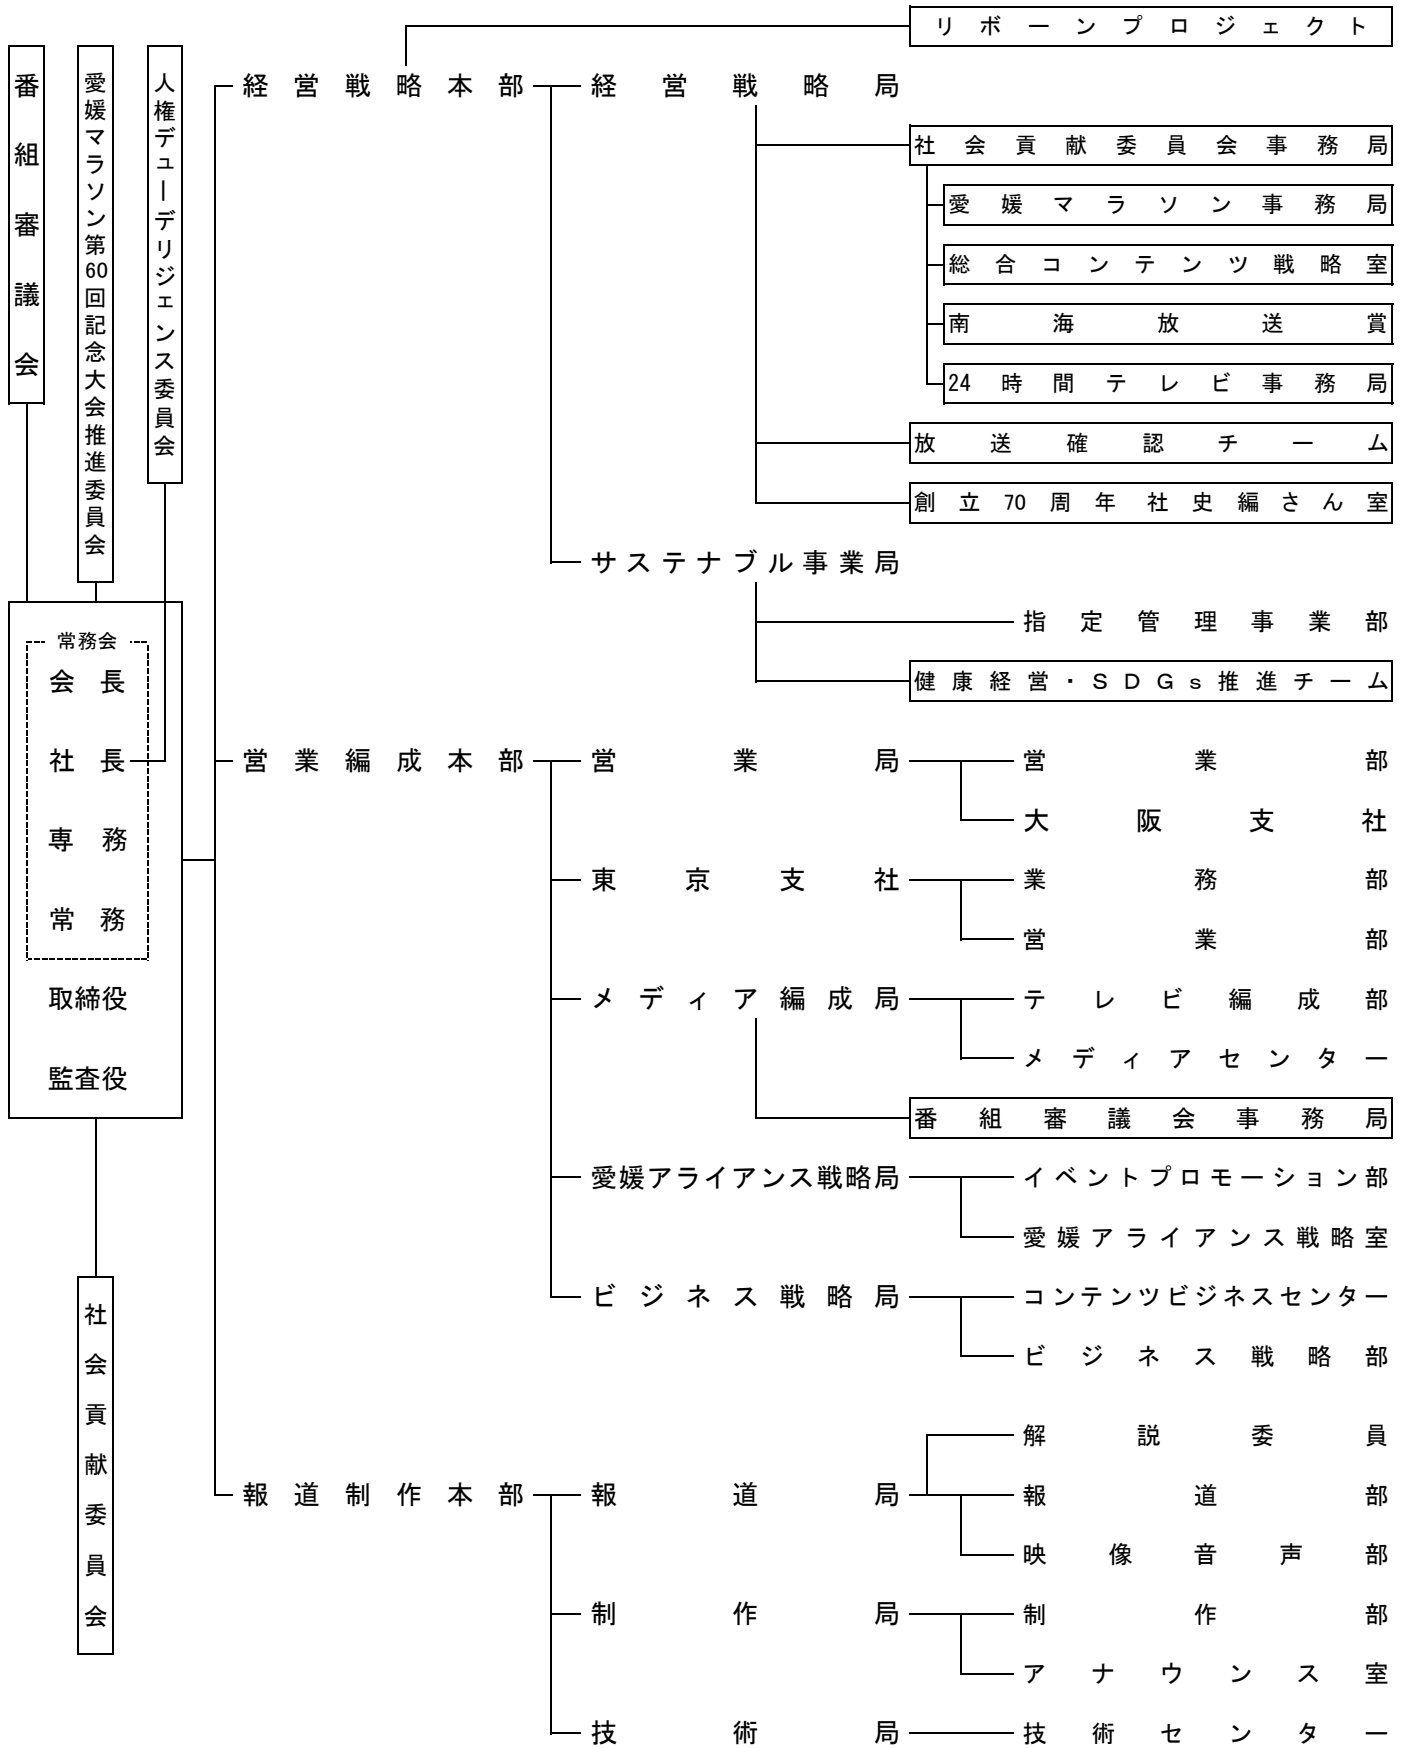 番組審議会
愛媛マラソン第60回記念大会推進委員会
人権デューデリジェンス委員会
常務会
会長
社長
専務
常務
取締役
監査役
社会貢献委員会
経営戦略本部
リボーンプロジェクト
経営戦略局
社会貢献委員会事務局
愛媛マラソン事務局
総合コンテンツ戦略室
南海放送賞
24時間テレビ事務局
放送確認チーム
創立70周年社史編さん室
サステナブル事業局
指定管理事業部
健康経営・SDGs推進チーム
営業編成本部
営業局
営業部
大阪支社
東京支社
業務部
営業部
メディア編成局
テレビ編成部
メディアセンター
番組審議会事務局
愛媛アライアンス戦略局
イベントプロモーション部
愛媛アライアンス戦略室
ビジネス戦略局
コンテンツビジネスセンター
ビジネス戦略部
報道制作本部
報道局
解説委員
報道部
映像音声部
制作局
制作部
アナウンス室
技術局
技術センター